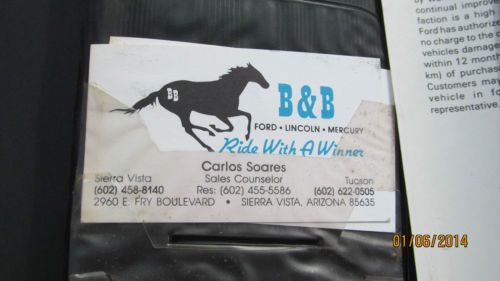 BB
B&B
FORD • LINCOLN • MERCURY
Ride With A Winner
Carlos Soares
Sierra Vista Sales Counselor Tucson
(602) 458-8140 Res: (602) 455-5586 (602) 622-0505
2960 E. FRY BOULEVARD • SIERRA VISTA, ARIZONA 85635
continual improve
faction is a high
Ford has authorize
no charge to the c
vehicles damage
within 12 month
km) of purchas
Customers may
vehicle in fo
representative
01/06/2014